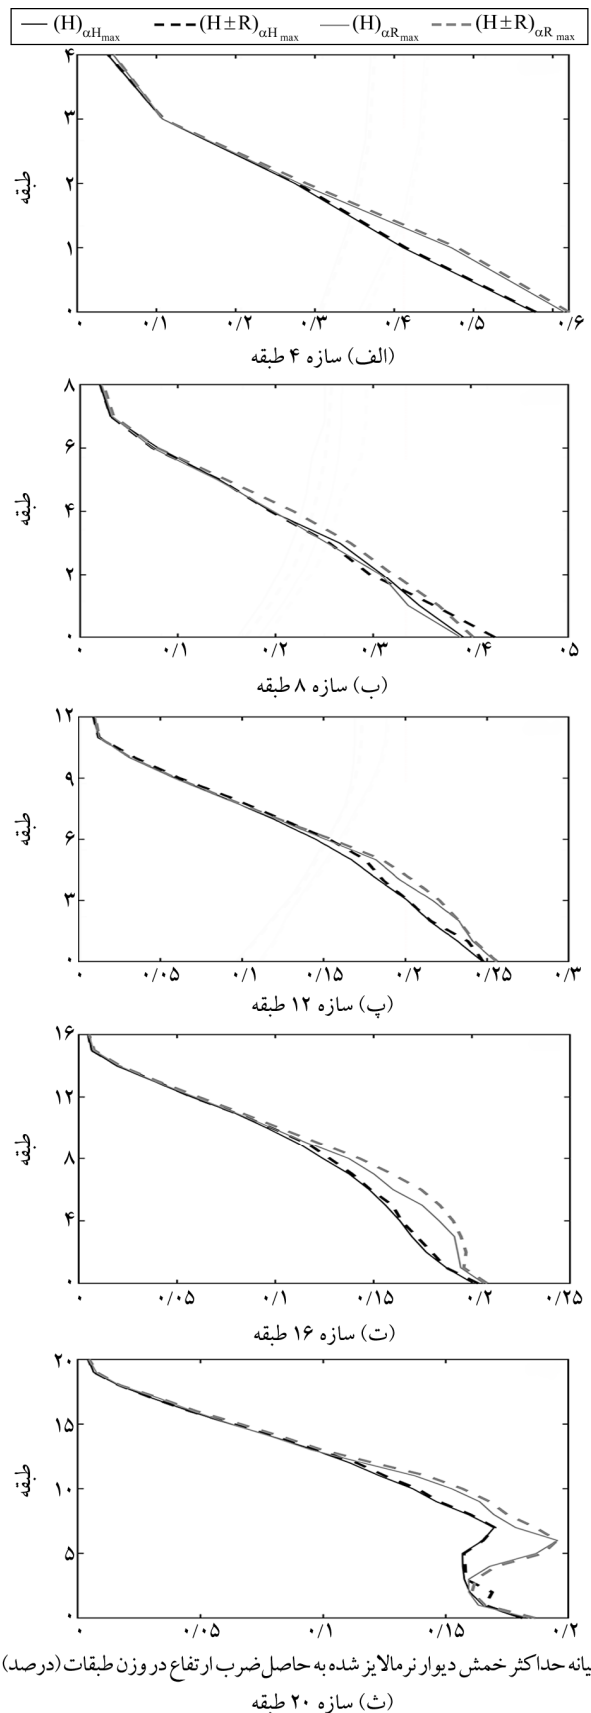 (H)αHmax (H±R)αHmax (H)αRmax (H±R)αRmax
۴
۳
۲
۱
۰
طبقه
۰ ۰/۱ ۰/۲ ۰/۳ ۰/۴ ۰/۵ ۰/۶
(الف) سازه ۴ طبقه
۸
۶
۴
۲
۰
طبقه
۰ ۰/۱ ۰/۲ ۰/۳ ۰/۴ ۰۵
(ب) سازه ۸ طبقه
۱۲
۹
۶
۳
۰
طبقه
۰ ۰/۰۵ ۰/۱ ۰/۱۵ ۰/۲ ۰/۲۵ ۰/۳
(پ) سازه ۱۲ طبقه
۱۶
۱۲
۸
۴
۰
طبقه
۰ ۰/۰۵ ۰/۱ ۰/۱۵ ۰/۲ ۰/۲۵
(ت) سازه ۱۶ طبقه
۲۰
۱۵
۱۰
۵
۰
طبقه
۰ ۰/۰۵ ۰/۱ ۰/۱۵ ۰/۲
یانه حداکثر خمش دیوار نرمالایز شده به حاصل‌ضرب ارتفاع در وزن طبقات (درصد)
(ث) سازه ۲۰ طبقه